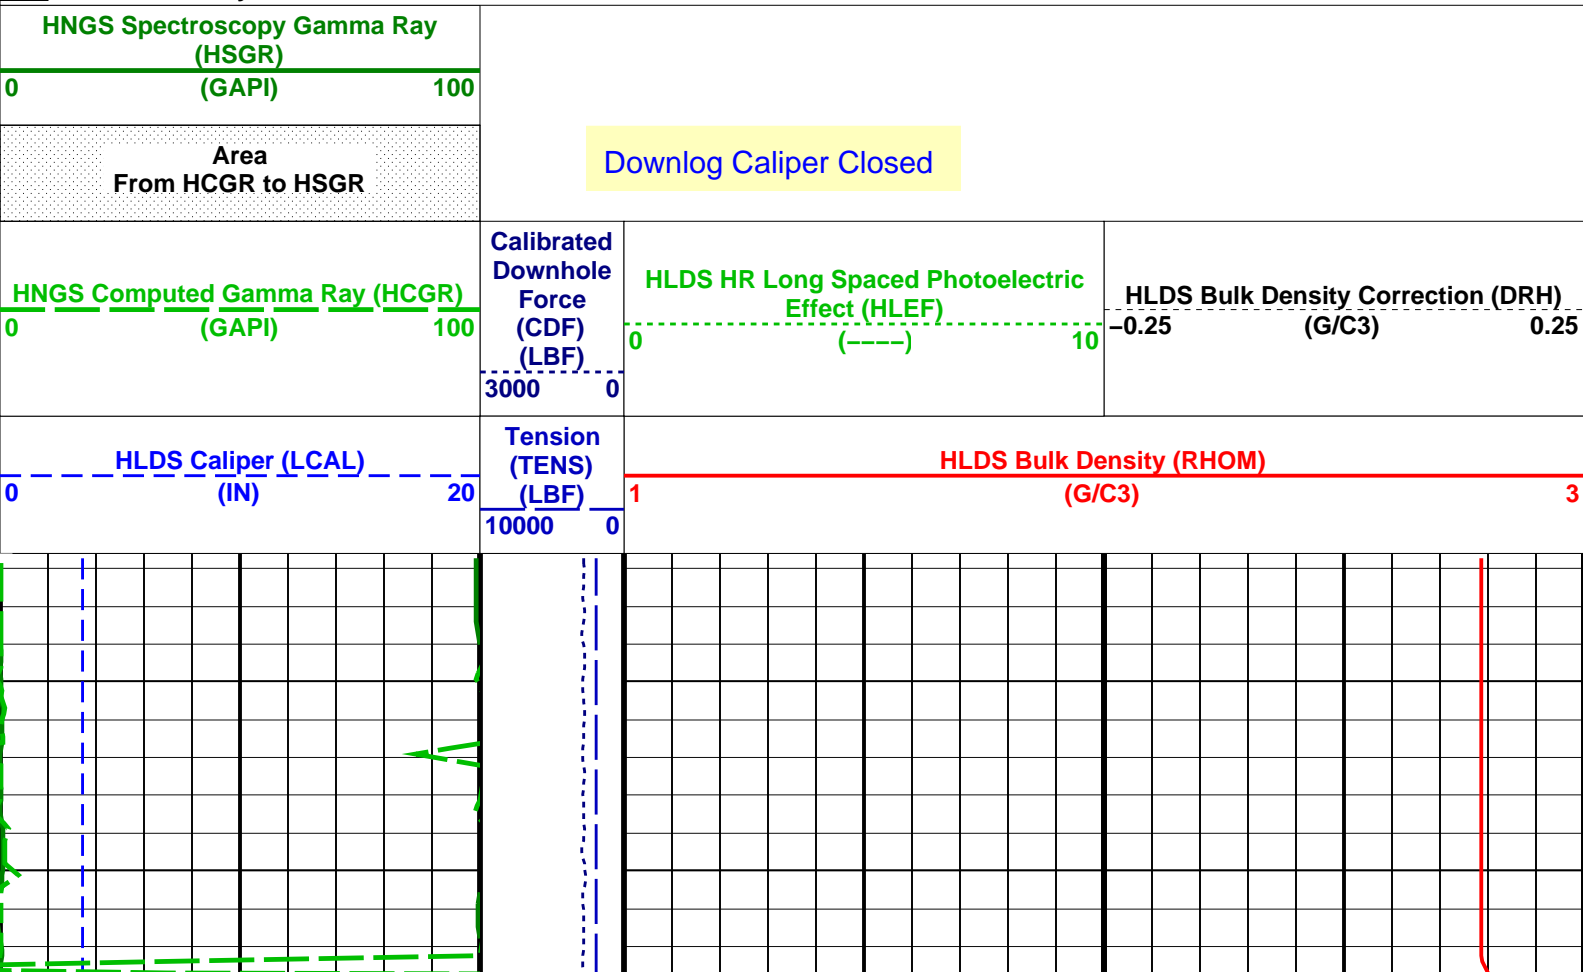 HNGS Spectroscopy Gamma Ray
(HSGR)
0 (GAPI) 100
Area
From HCGR to HSGR
Downlog Caliper Closed
HNGS Computed Gamma Ray (HCGR)
0 (GAPI) 100
Calibrated
Downhole
Force
(CDF)
(LBF)
3000 0
HLDS HR Long Spaced Photoelectric
Effect (HLEF)
0 (----) 10
HLDS Bulk Density Correction (DRH)
−0.25 (G/C3) 0.25
HLDS Caliper (LCAL)
0 (IN) 20
Tension
(TENS)
(LBF)
10000 0
HLDS Bulk Density (RHOM)
1 (G/C3) 3